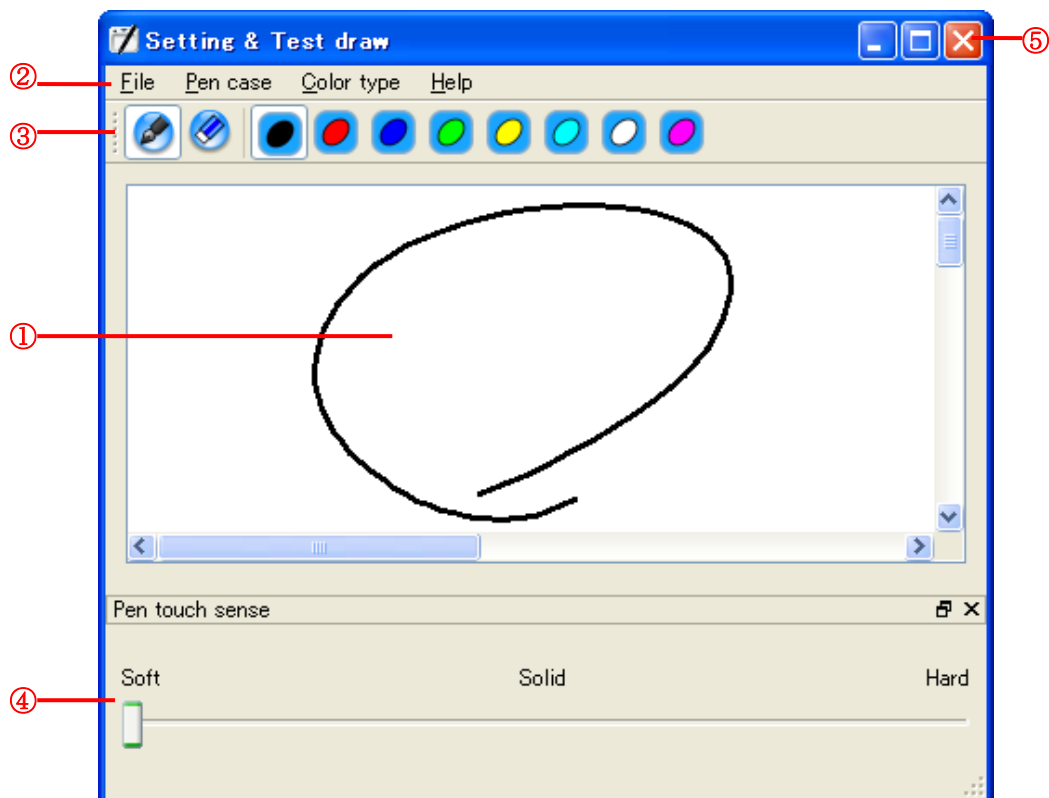 Setting & Test draw
⑤
②
File Pen case Color type Help
③
①
Pen touch sense
Soft Solid Hard
④